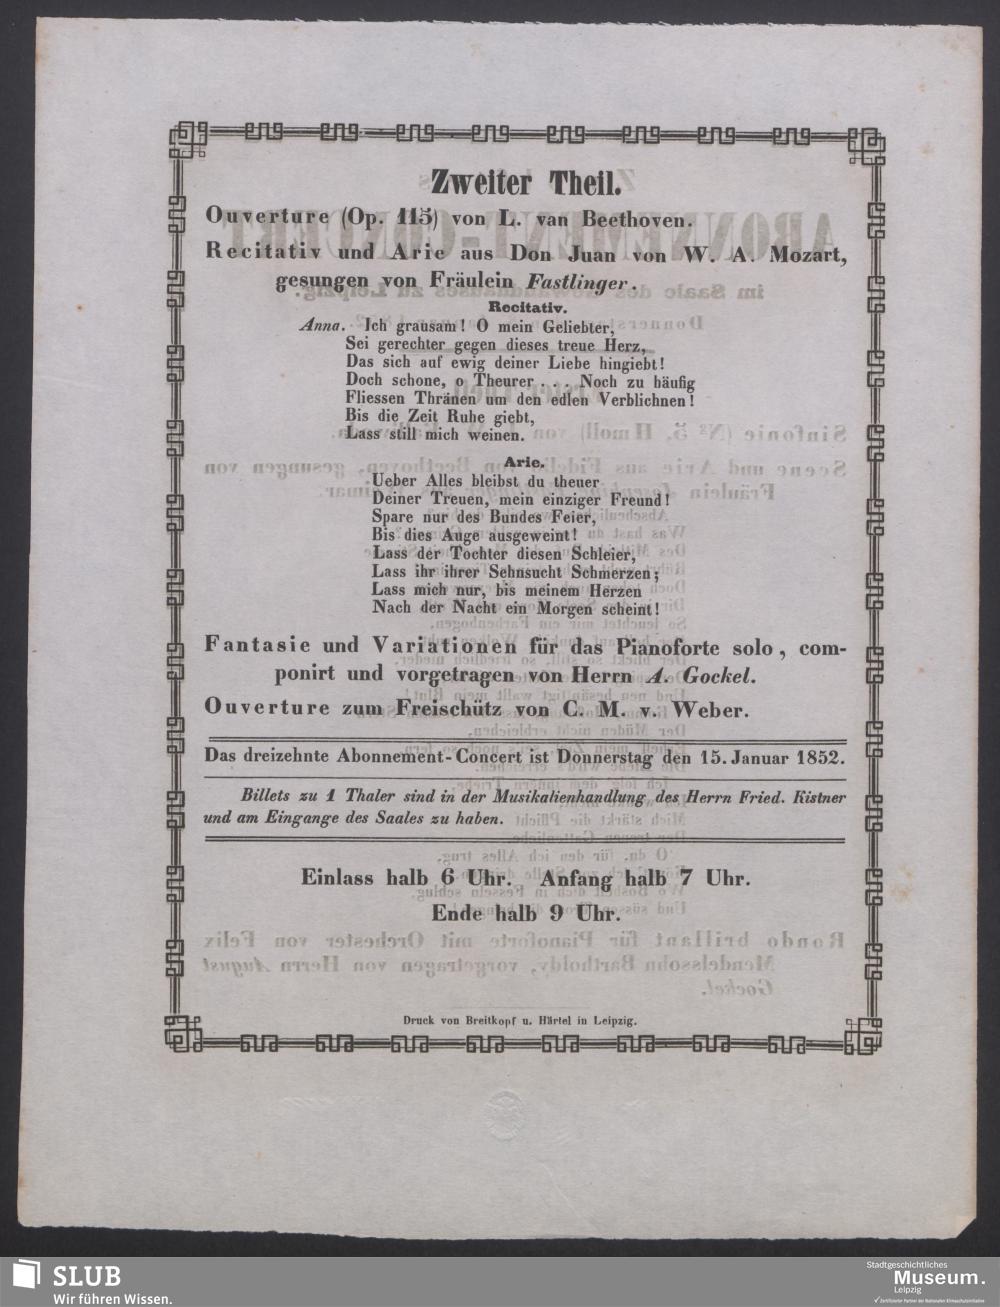 Zweiter Theil.
Ouverture (Op. 115) von L. van Beethoven.
Recitativ und Arie aus Don Juan von W. A. Mozart,
gesungen von Fräulein Fastlinger.
Recitativ.
Anna. Ich grausam! O mein Geliebter,
Sei gerechter gegen dieses treue Herz,
Das sich auf ewig deiner Liebe hingiebt!
Doch schone, o Theurer . . . Noch zu häufig
Fliessen Thränen um den edlen Verblichnen!
Bis die Zeit Ruhe giebt,
Lass still mich weinen.
Arie.
Ueber Alles bleibst du theuer
Deiner Treuen, mein einziger Freund!
Spare nur des Bundes Feier,
Bis dies Auge ausgeweint!
Lass der Tochter diesen Schleier,
Lass ihr ihrer Sehnsucht Schmerzen;
Lass mich nur, bis meinem Herzen
Nach der Nacht ein Morgen scheint!
Fantasie und Variationen für das Pianoforte solo, com-
ponirt und vorgetragen von Herrn A. Gockel.
Ouverture zum Freischütz von C. M. v. Weber.
Das dreizehnte Abonnement-Concert ist Donnerstag den 15. Januar 1852.
Billets zu 1 Thaler sind in der Musikalienhandlung des Herrn Fried. Kistner
und am Eingange des Saales zu haben.
Einlass halb 6 Uhr. Anfang halb 7 Uhr.
Ende halb 9 Uhr.
Druck von Breitkopf u. Härtel in Leipzig.
SLUB
Wir führen Wissen.
Stadtgeschichtliches
Museum.
Leipzig
Zertifizierter Partner der Nationalen Klimaschutzinitiative